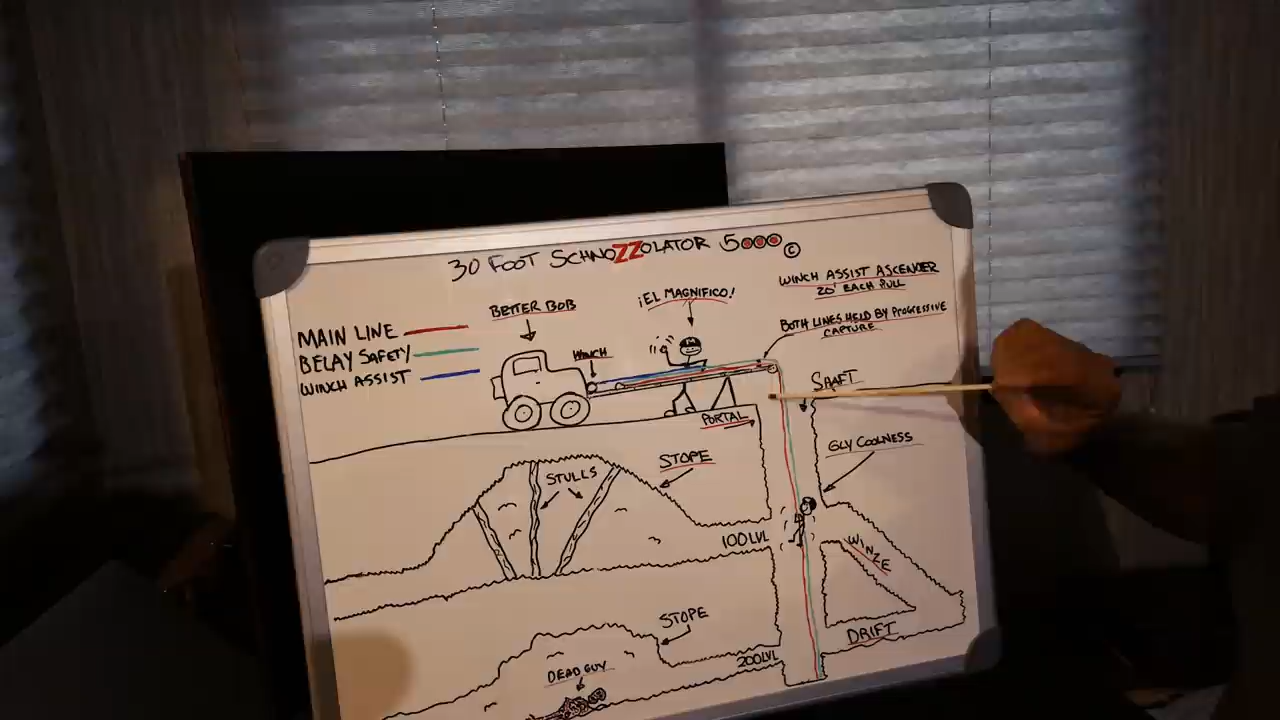 30 FOOT SCHNOZZOLATOR 5000 ©
WINCH ASSIST ASCENDER
20' EACH PULL
BETTER BOB
¡EL MAGNIFICO!
BOTH LINES HELD BY PROGRESSIVE
CAPTURE
MAIN LINE
BELAY SAFETY
WINCH ASSIST
WINCH
M
SHAFT
PORTAL
GLY COOLNESS
STOPE
STULLS
100 LVL
WINZE
STOPE
DRIFT
200 LVL
DEAD GUY